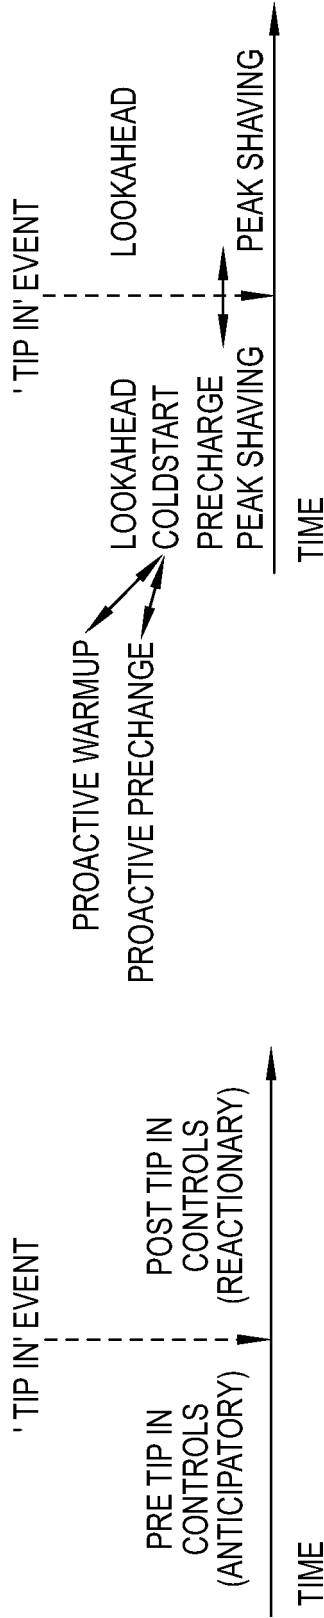 ' TIP IN' EVENT
PRE TIP IN
CONTROLS
(ANTICIPATORY)
POST TIP IN
CONTROLS
(REACTIONARY)
TIME
' TIP IN' EVENT
PROACTIVE WARMUP
PROACTIVE PRECHANGE
LOOKAHEAD
COLDSTART
PRECHARGE
PEAK SHAVING
LOOKAHEAD
PEAK SHAVING
TIME